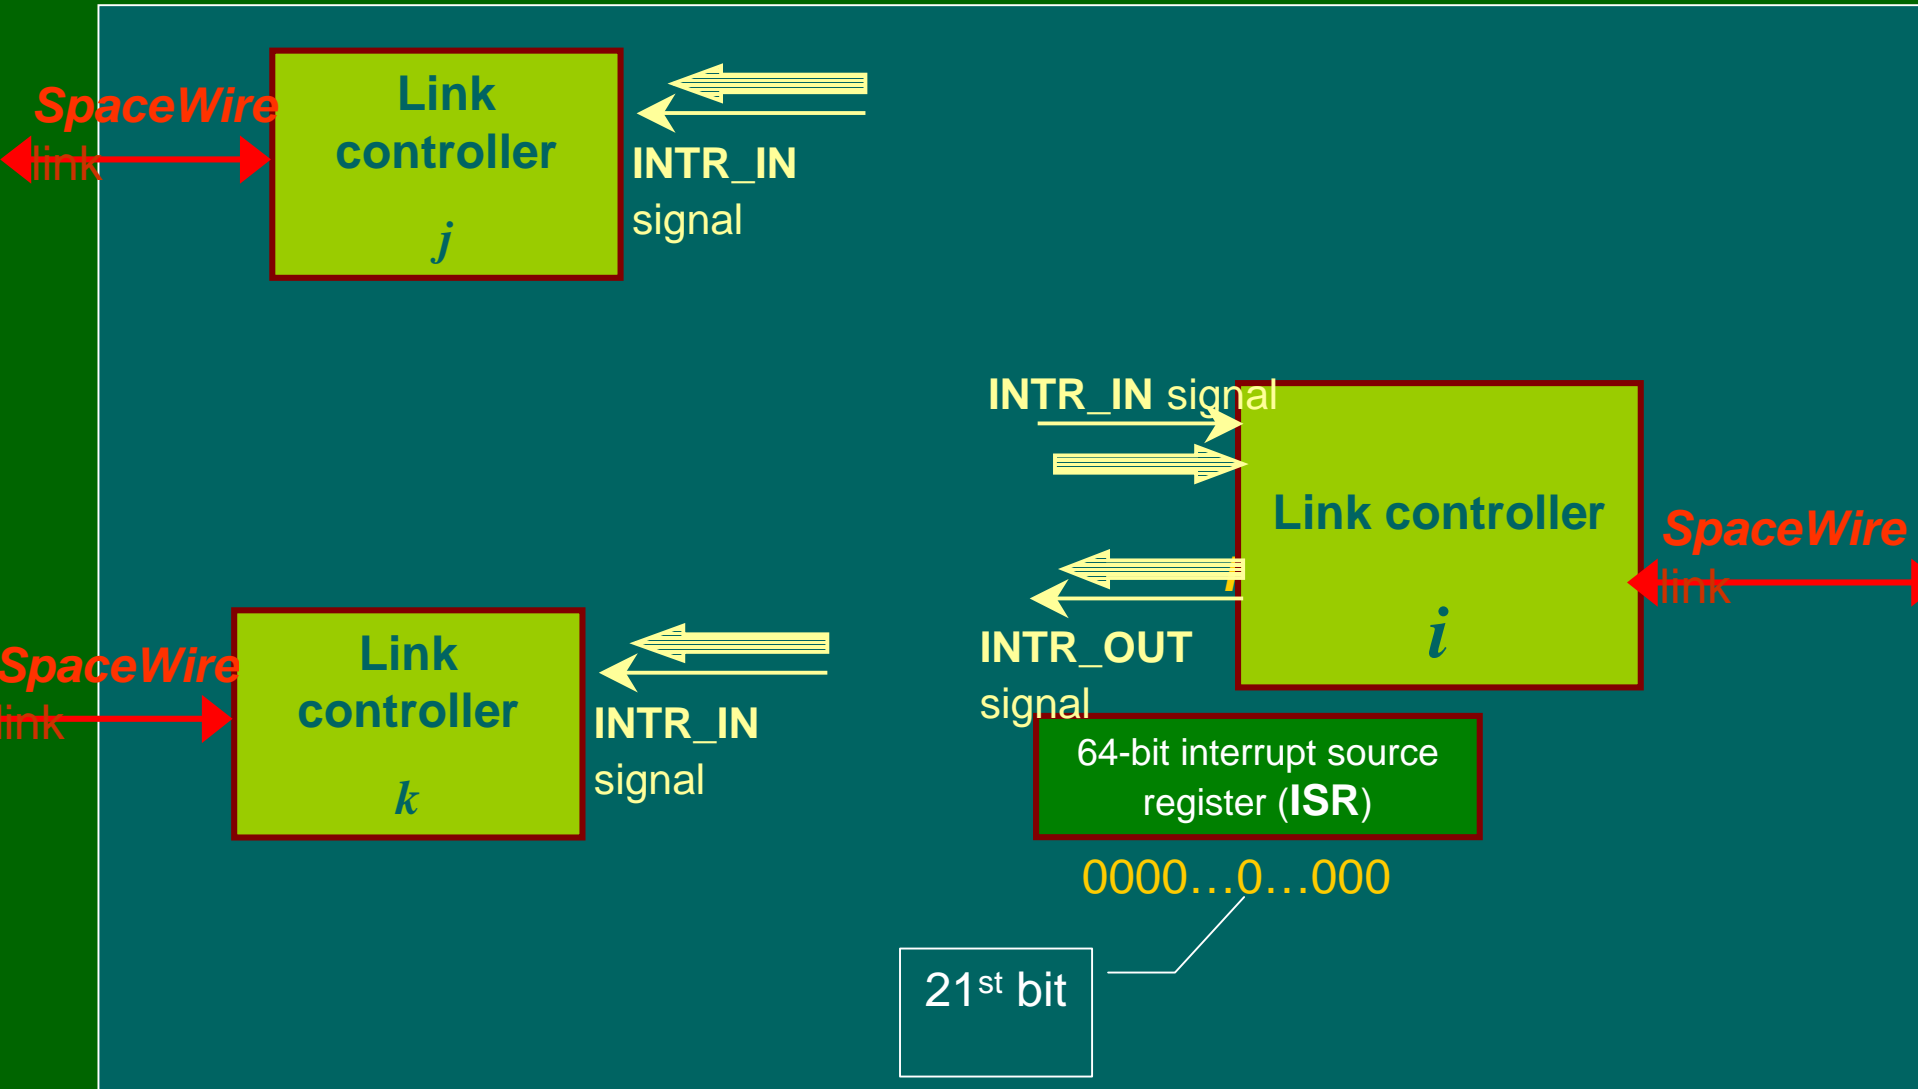 SpaceWire
link
Link
controller
j
INTR_IN
signal
INTR_IN signal
Link controller
i
SpaceWire
link
INTR_OUT
signal
SpaceWire
link
Link
controller
k
INTR_IN
signal
64-bit interrupt source
register (ISR)
0000…0…000
21st bit